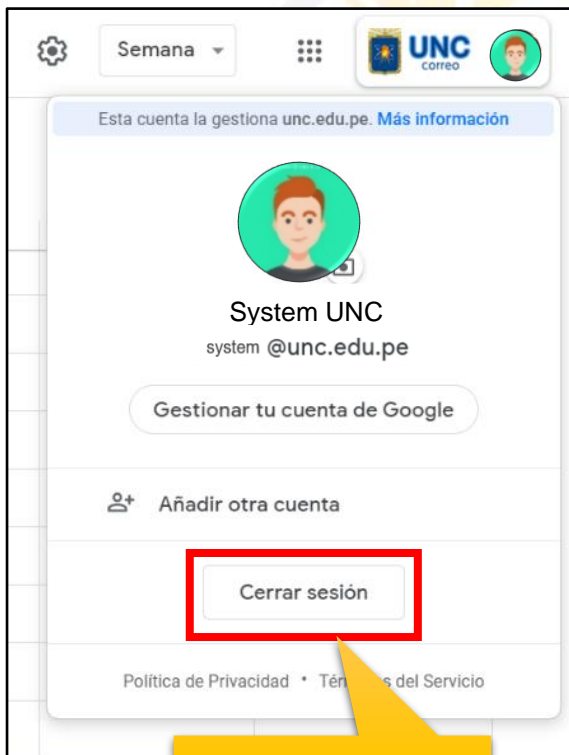 Semana
UNC
correo
Esta cuenta la gestiona unc.edu.pe. Más información
System UNC
system @unc.edu.pe
Gestionar tu cuenta de Google
Añadir otra cuenta
Cerrar sesión
Política de Privacidad • del Servicio